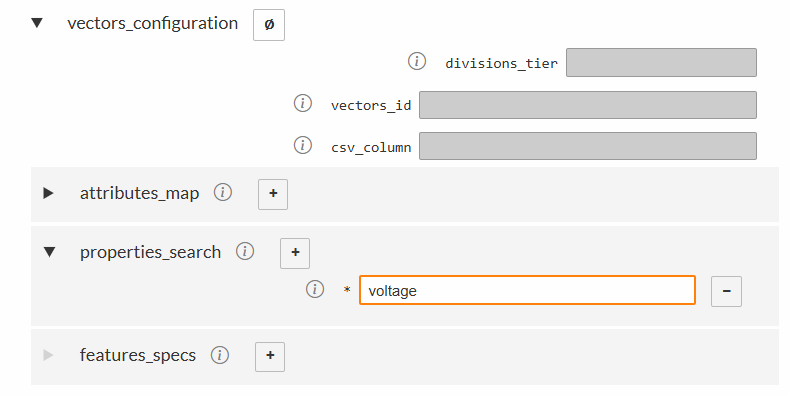 vectors_configuration ø
divisions_tier
vectors_id
csv_column
attributes_map i +
properties_search i +
i * voltage −
features_specs i +